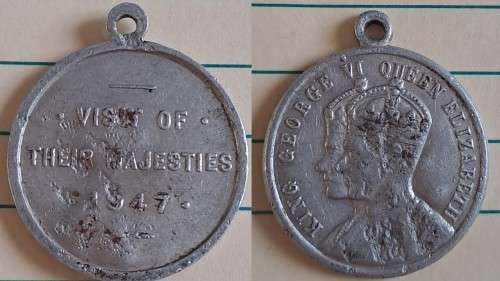 · VISIT OF ·
THEIR MAJESTIES
· 1947 ·
KING GEORGE VI QUEEN ELIZABETH